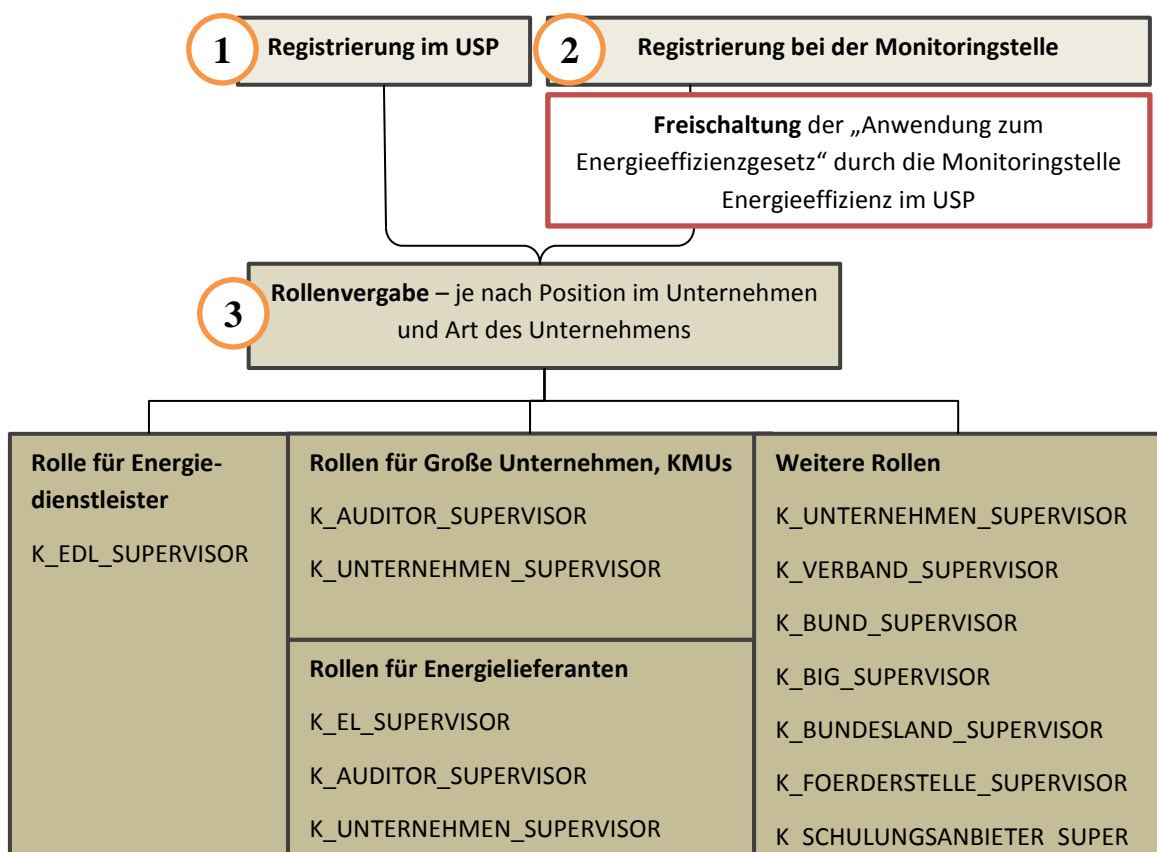 1
Registrierung im USP
2
Registrierung bei der Monitoringstelle
Freischaltung der „Anwendung zum
Energieeffizienzgesetz“ durch die Monitoringstelle
Energieeffizienz im USP
3
Rollenvergabe – je nach Position im Unternehmen
und Art des Unternehmens
Rolle für Energie-
dienstleister
K_EDL_SUPERVISOR
Rollen für Große Unternehmen, KMUs
K_AUDITOR_SUPERVISOR
K_UNTERNEHMEN_SUPERVISOR
Rollen für Energielieferanten
K_EL_SUPERVISOR
K_AUDITOR_SUPERVISOR
K_UNTERNEHMEN_SUPERVISOR
Weitere Rollen
K_UNTERNEHMEN_SUPERVISOR
K_VERBAND_SUPERVISOR
K_BUND_SUPERVISOR
K_BIG_SUPERVISOR
K_BUNDESLAND_SUPERVISOR
K_FOERDERSTELLE_SUPERVISOR
K_SCHULUNGSANBIETER_SUPER